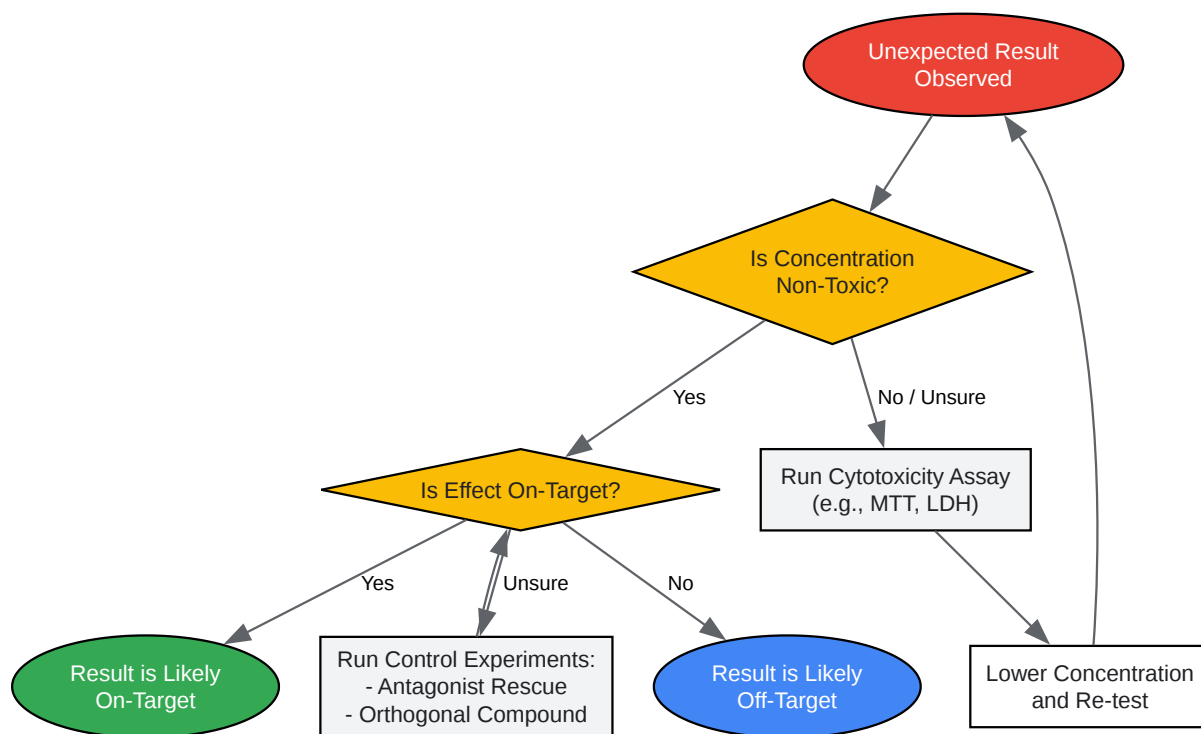 Unexpected Result
Observed
Is Concentration
Non-Toxic?
Yes
No / Unsure
Is Effect On-Target?
Run Cytotoxicity Assay
(e.g., MTT, LDH)
Yes
Unsure
No
Result is Likely
On-Target
Run Control Experiments:
- Antagonist Rescue
- Orthogonal Compound
Result is Likely
Off-Target
Lower Concentration
and Re-test